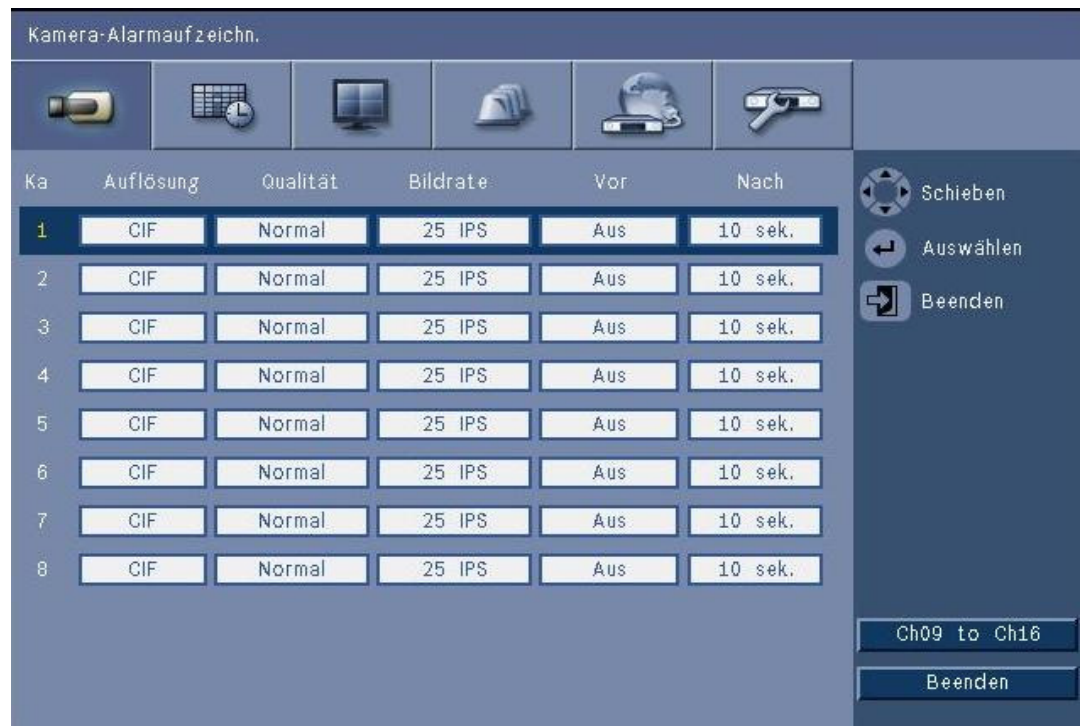 Kamera-Alarmaufzeichn.
Ka Auflösung Qualität Bildrate Vor Nach
1 CIF Normal 25 IPS Aus 10 sek.
2 CIF Normal 25 IPS Aus 10 sek.
3 CIF Normal 25 IPS Aus 10 sek.
4 CIF Normal 25 IPS Aus 10 sek.
5 CIF Normal 25 IPS Aus 10 sek.
6 CIF Normal 25 IPS Aus 10 sek.
7 CIF Normal 25 IPS Aus 10 sek.
8 CIF Normal 25 IPS Aus 10 sek.
Schieben
Auswählen
Beenden
Ch09 to Ch16
Beenden